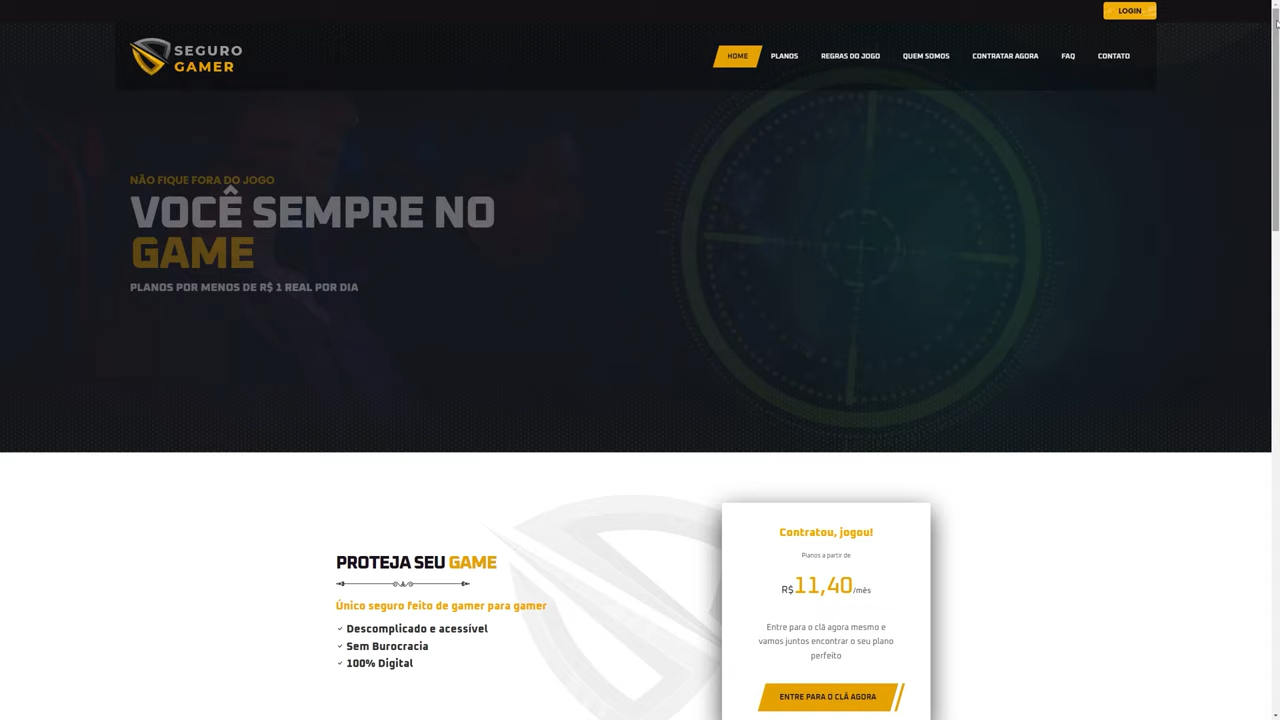 LOGIN
SEGURO
GAMER
HOME
PLANOS
REGRAS DO JOGO
QUEM SOMOS
CONTRATAR AGORA
FAQ
CONTATO
NÃO FIQUE FORA DO JOGO
VOCÊ SEMPRE NO
GAME
PLANOS POR MENOS DE R$ 1 REAL POR DIA
PROTEJA SEU GAME
Único seguro feito de gamer para gamer
Descomplicado e acessível
Sem Burocracia
100% Digital
Contratou, jogou!
Planos a partir de
R$11,40/mês
Entre para o clã agora mesmo e
vamos juntos encontrar o seu plano
perfeito
ENTRE PARA O CLÃ AGORA